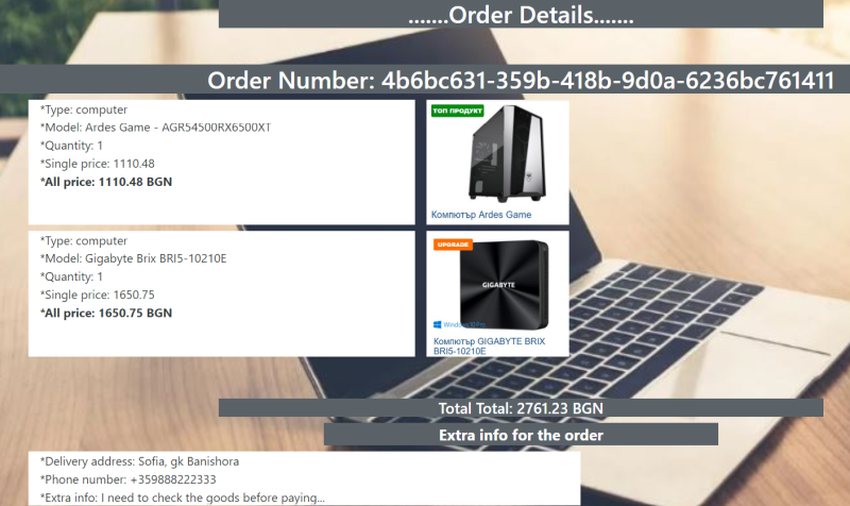 .......Order Details.......
Order Number: 4b6bc631-359b-418b-9d0a-6236bc761411
*Type: computer
*Model: Ardes Game - AGR54500RX6500XT
*Quantity: 1
*Single price: 1110.48
*All price: 1110.48 BGN
ТОП ПРОДУКТ
Компютър Ardes Game
*Type: computer
*Model: Gigabyte Brix BRI5-10210E
*Quantity: 1
*Single price: 1650.75
*All price: 1650.75 BGN
UPGRADE
GIGABYTE
Windows
Компютър GIGABYTE BRIX
BRI5-10210E
Total Total: 2761.23 BGN
Extra info for the order
*Delivery address: Sofia, gk Banishora
*Phone number: +359888222333
*Extra info: I need to check the goods before paying...